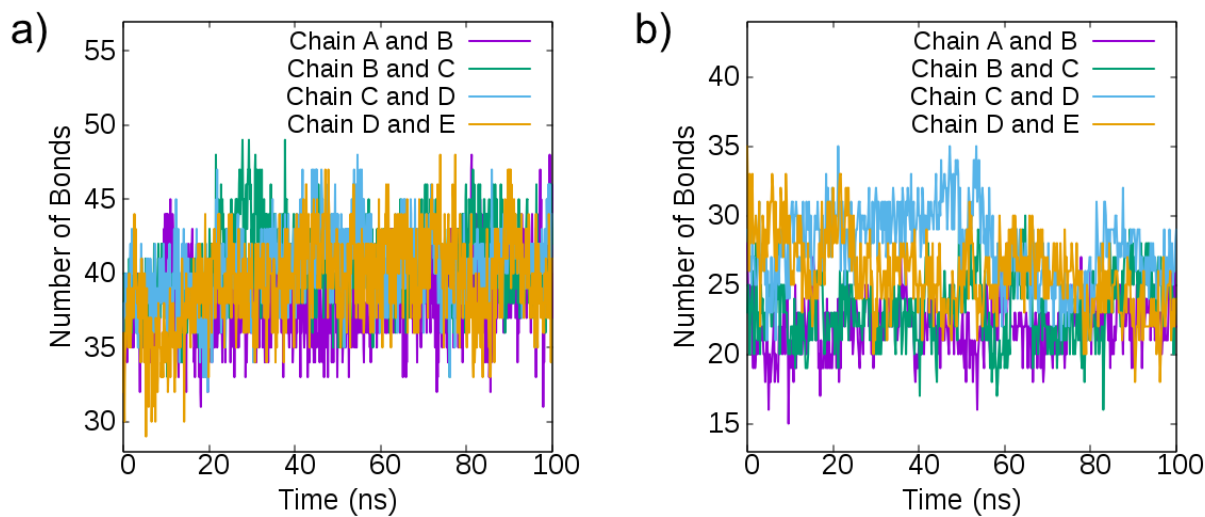 a)
Number of Bonds
55
50
45
40
35
30
Chain A and B
Chain B and C
Chain C and D
Chain D and E
0 20 40 60 80 100
Time (ns)
b)
Number of Bonds
40
35
30
25
20
15
Chain A and B
Chain B and C
Chain C and D
Chain D and E
0 20 40 60 80 100
Time (ns)